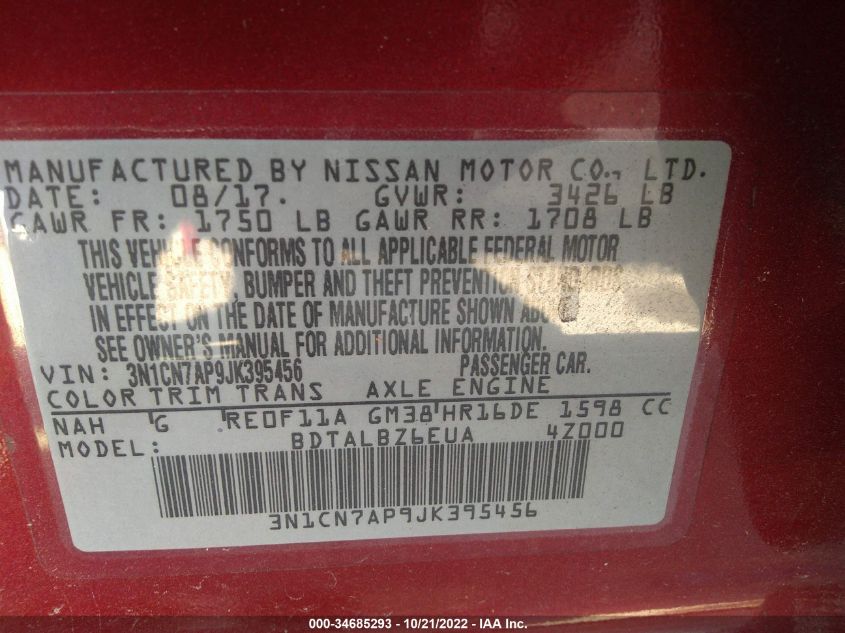 MANUFACTURED BY NISSAN MOTOR CO., LTD.
DATE: 08/17. GVWR: 3426 LB
GAWR FR: 1750 LB GAWR RR: 1708 LB
THIS VEHICLE CONFORMS TO ALL APPLICABLE FEDERAL MOTOR
VEHICLE SAFETY, BUMPER AND THEFT PREVENTION STANDARDS
IN EFFECT ON THE DATE OF MANUFACTURE SHOWN ABOVE.
SEE OWNER'S MANUAL FOR ADDITIONAL INFORMATION.
VIN: 3N1CN7AP9JK395456 PASSENGER CAR.
COLOR TRIM TRANS AXLE ENGINE
NAH G RE0F11A GM38 HR16DE 1598 CC
MODEL: BDTALBZ6EUA 4Z000
3N1CN7AP9JK395456
000-34685293 - 10/21/2022 - IAA Inc.